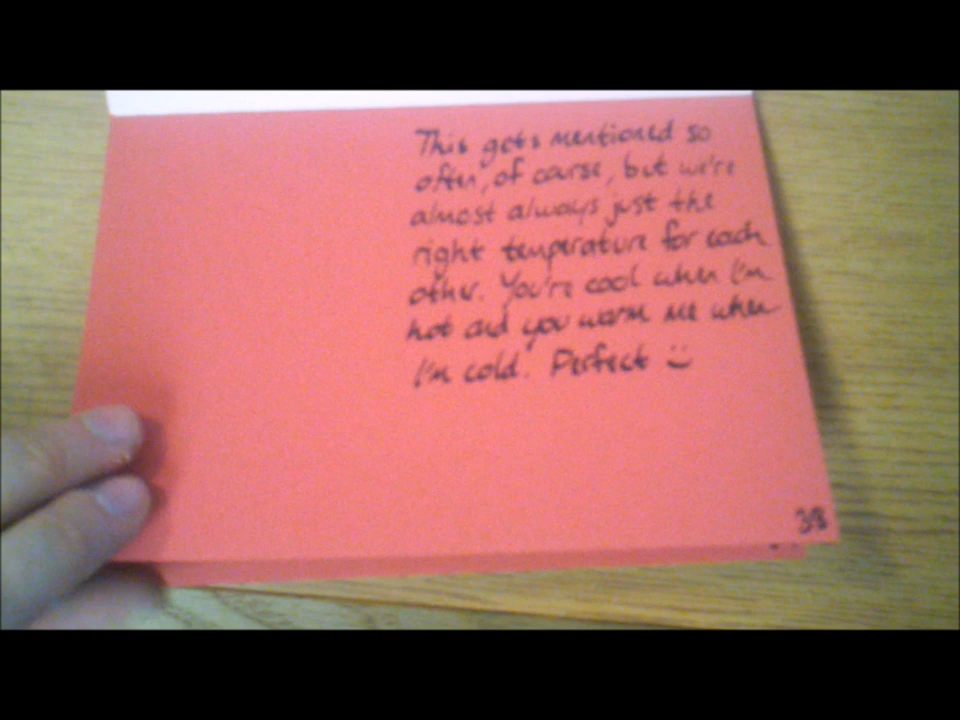 This gets mentioned so
often, of course, but we're
almost always just the
right temperature for each
other. You're cool when I'm
hot and you warm me when
I'm cold. Perfect :)
38